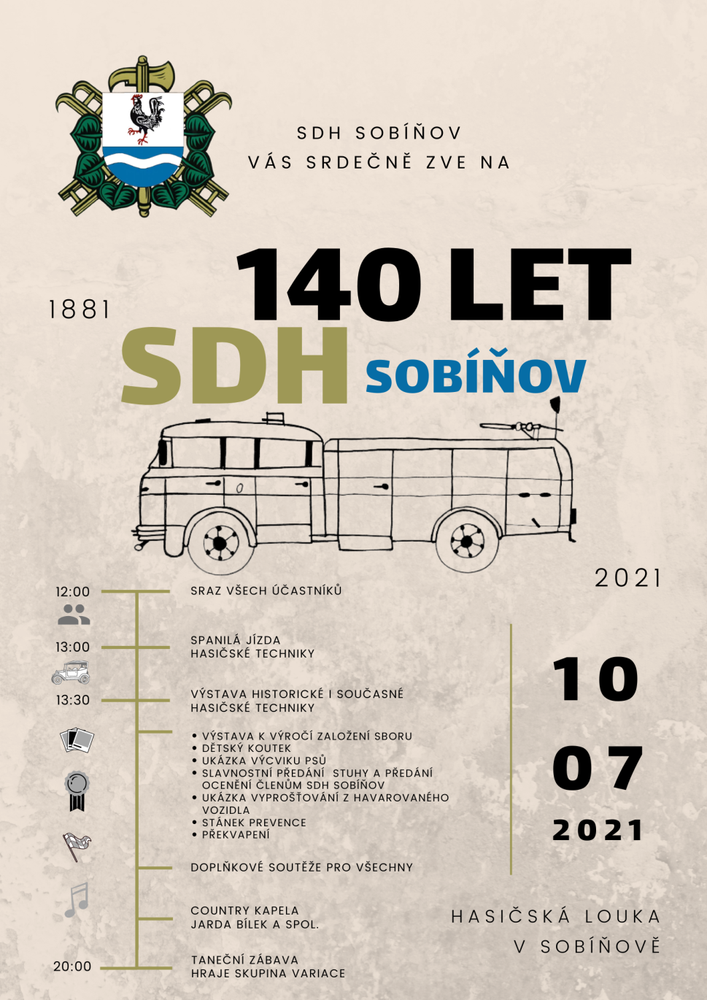 SDH SOBÍŇOV
VÁS SRDEČNĚ ZVE NA
140 LET
1881
SDH SOBÍŇOV
2021
12:00 SRAZ VŠECH ÚČASTNÍKŮ
13:00 SPANILÁ JÍZDA
HASIČSKÉ TECHNIKY
13:30 VÝSTAVA HISTORICKÉ I SOUČASNÉ
HASIČSKÉ TECHNIKY
• VÝSTAVA K VÝROČÍ ZALOŽENÍ SBORU
• DĚTSKÝ KOUTEK
• UKÁZKA VÝCVIKU PSŮ
• SLAVNOSTNÍ PŘEDÁNÍ STUHY A PŘEDÁNÍ
OCENĚNÍ ČLENŮM SDH SOBÍŇOV
• UKÁZKA VYPROŠŤOVÁNÍ Z HAVAROVANÉHO
VOZIDLA
• STÁNEK PREVENCE
• PŘEKVAPENÍ
DOPLŇKOVÉ SOUTĚŽE PRO VŠECHNY
COUNTRY KAPELA
JARDA BÍLEK A SPOL.
20:00 TANEČNÍ ZÁBAVA
HRAJE SKUPINA VARIACE
10
07
2021
HASIČSKÁ LOUKA
V SOBÍŇOVĚ